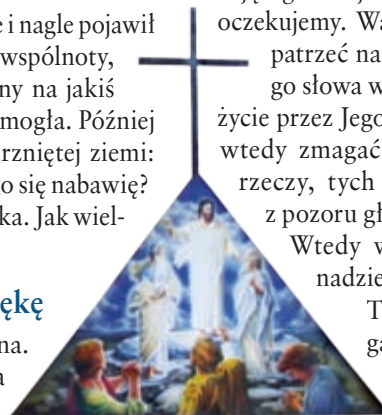 e i nagle pojawił
wspólnoty,
ny na jakiś
mogła. Później
rzniętej ziemi:
o się nabawię?
ka. Jak wiel-
ękę
na.
a
oczekujemy. Wa
patrzeć na
go słowa w
życie przez Jego
wtedy zmagać
rzeczy, tych
z pozoru gł
Wtedy w
nadzie
T
ga